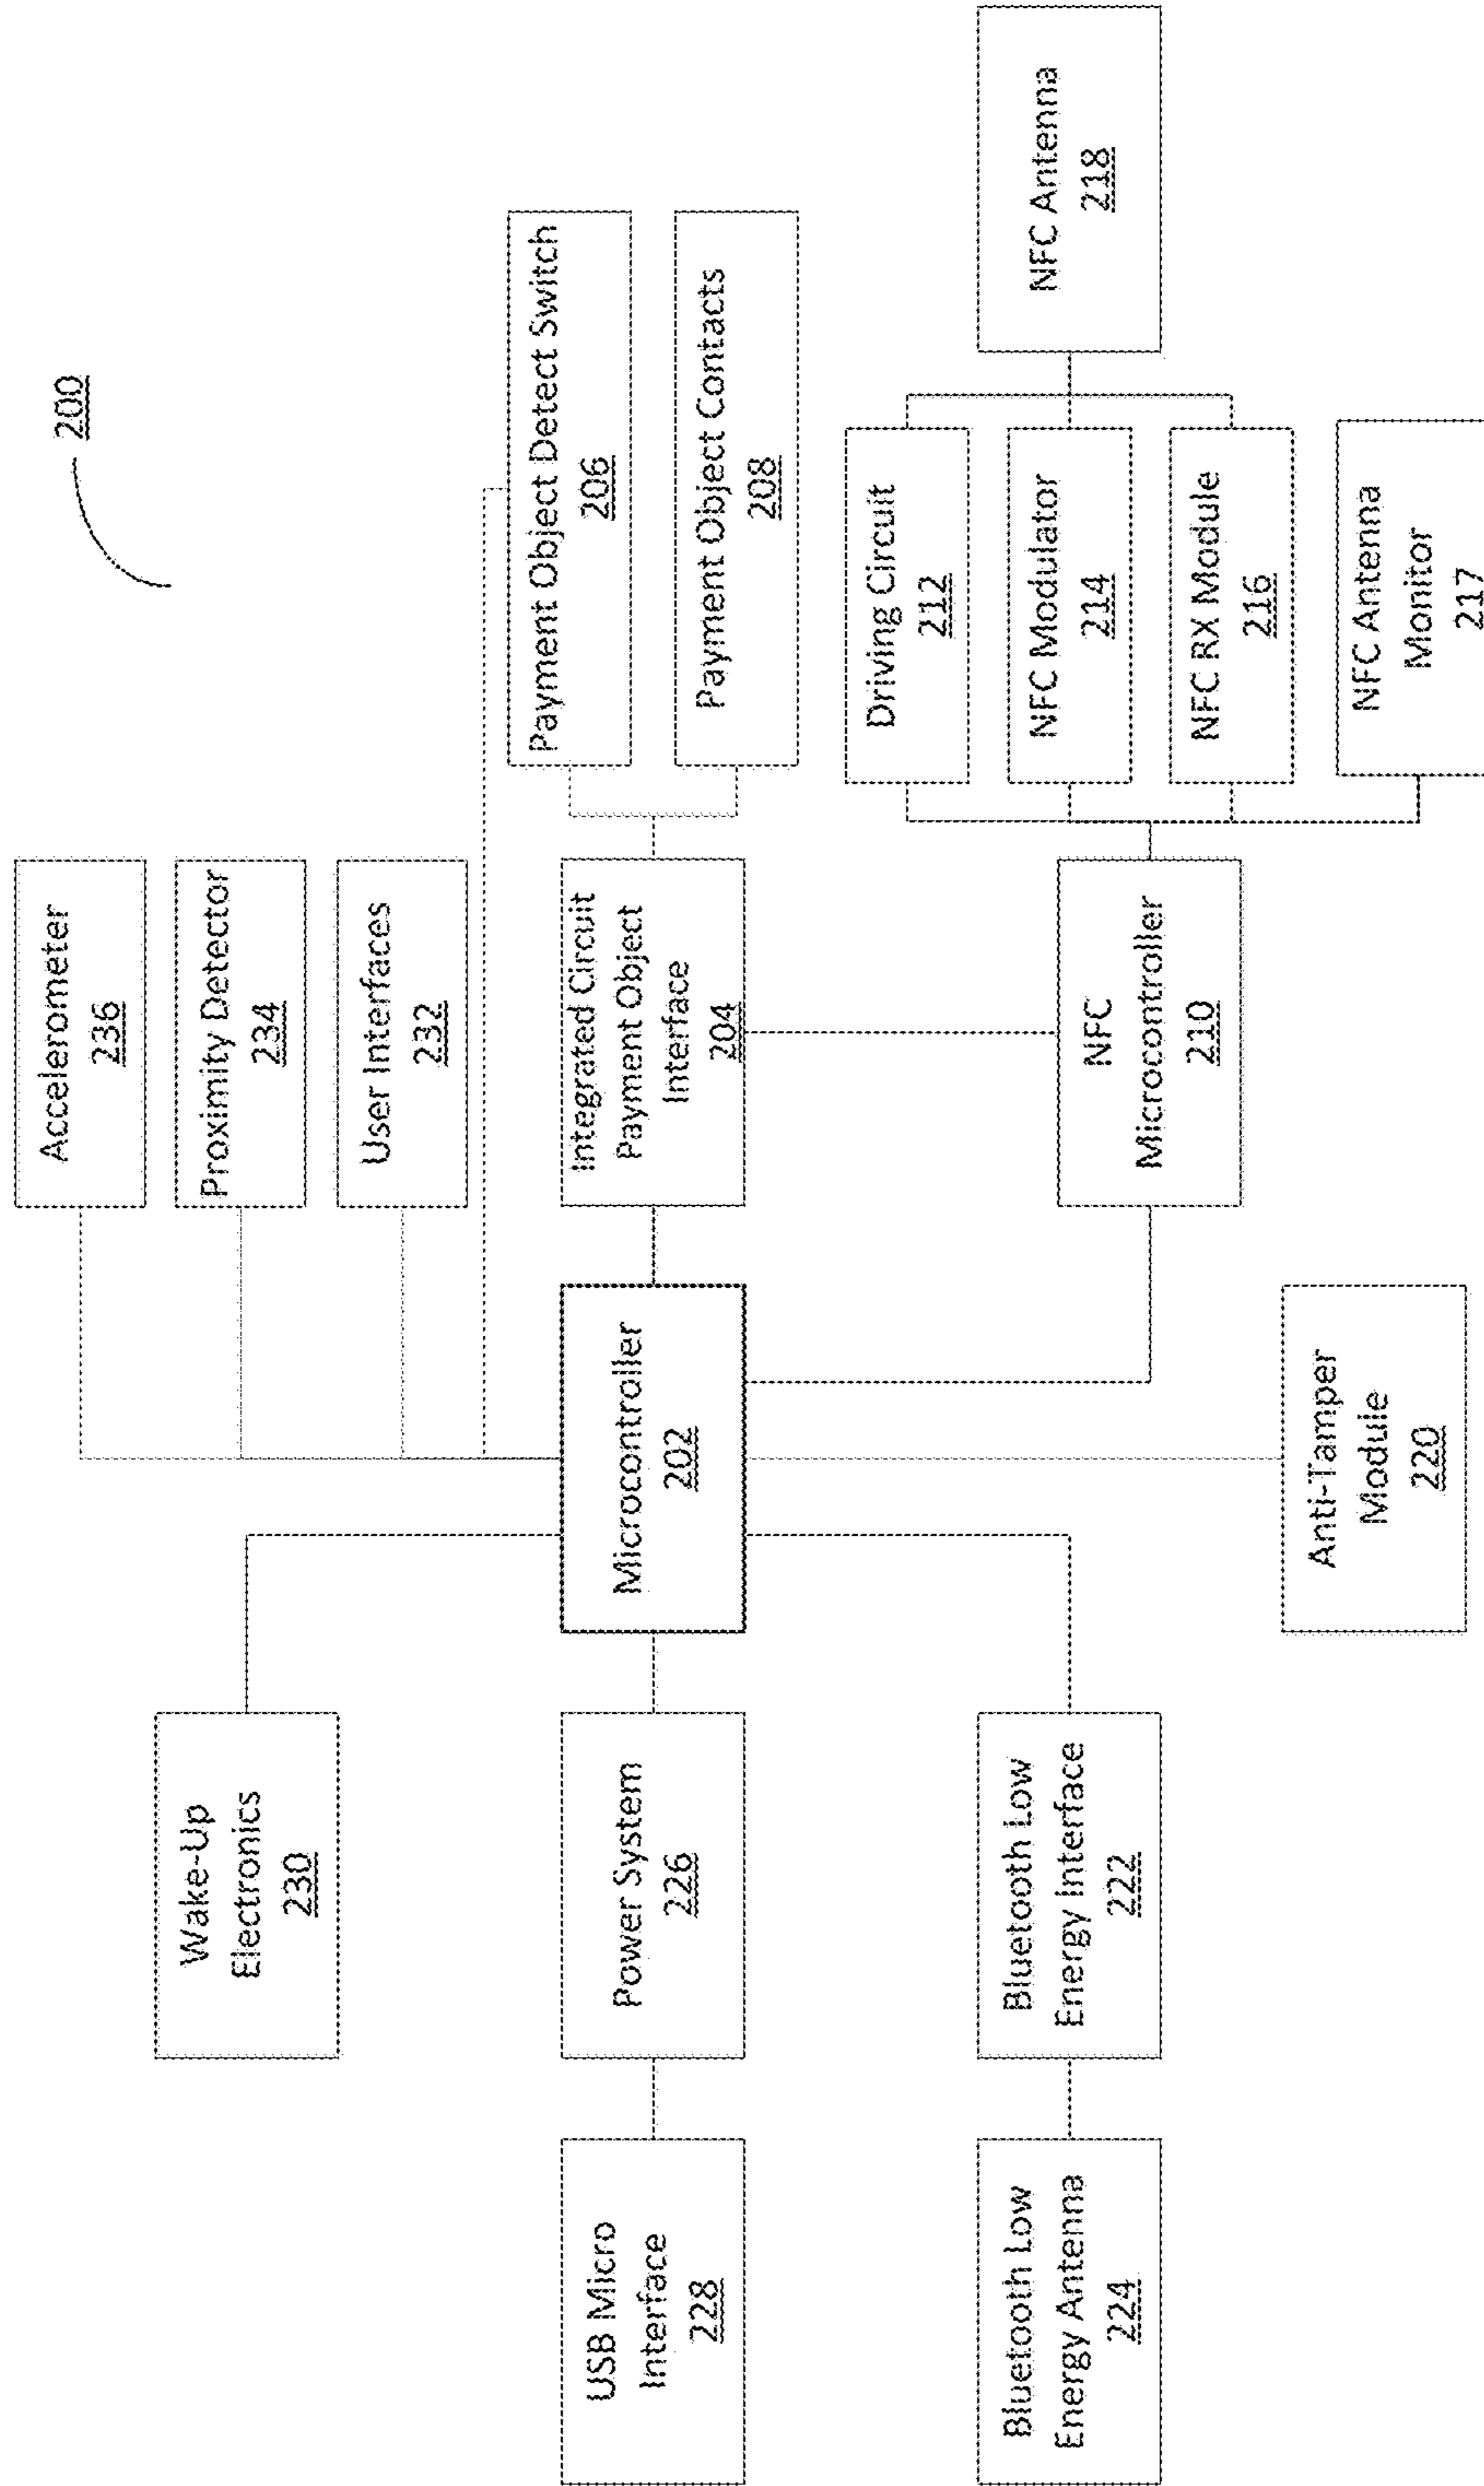 200
Accelerometer
236
Proximity Detector
234
User Interfaces
232
Wake-Up
Electronics
230
Payment Object Detect Switch
206
Payment Object Contacts
208
USB Micro
Interface
228
Power System
226
Microcontroller
202
Integrated Circuit
Payment Object
Interface
204
Driving Circuit
212
NFC Modulator
214
NFC RX Module
216
NFC Antenna
Monitor
217
NFC Antenna
218
Bluetooth Low
Energy Antenna
224
Bluetooth Low
Energy Interface
222
NFC
Microcontroller
210
Anti-Tamper
Module
220